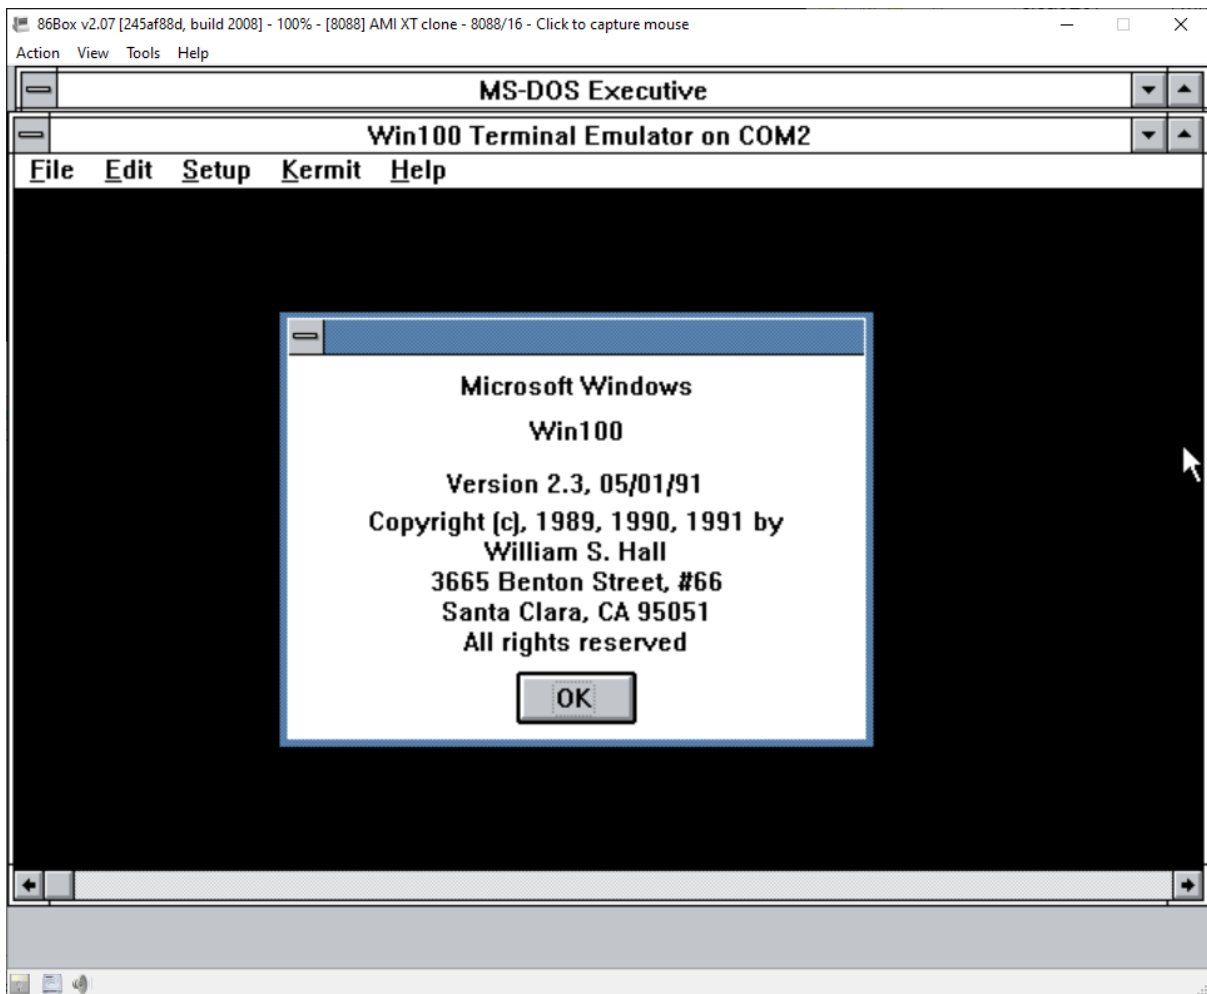 86Box v2.07 [245af88d, build 2008] - 100% - [8088] AMI XT clone - 8088/16 - Click to capture mouse
Action View Tools Help
MS-DOS Executive
Win100 Terminal Emulator on COM2
File Edit Setup Kermit Help
Microsoft Windows
Win100
Version 2.3, 05/01/91
Copyright (c), 1989, 1990, 1991 by
William S. Hall
3665 Benton Street, #66
Santa Clara, CA 95051
All rights reserved
OK